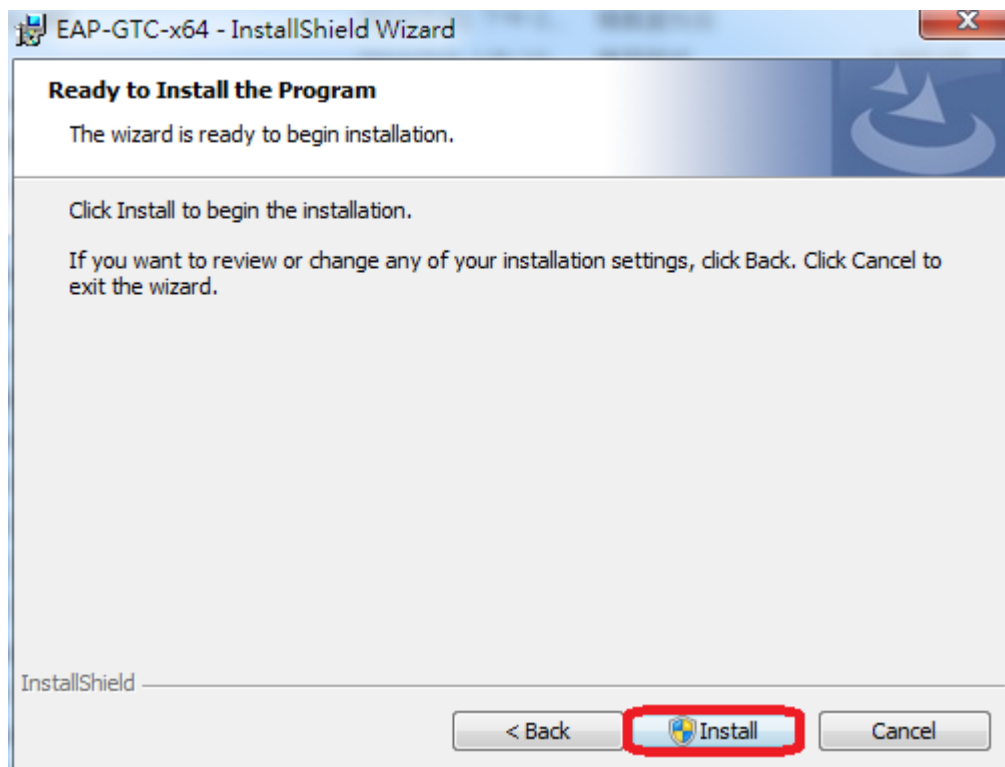 EAP-GTC-x64 - InstallShield Wizard
Ready to Install the Program
The wizard is ready to begin installation.
Click Install to begin the installation.
If you want to review or change any of your installation settings, click Back. Click Cancel to
exit the wizard.
InstallShield
< Back
Install
Cancel